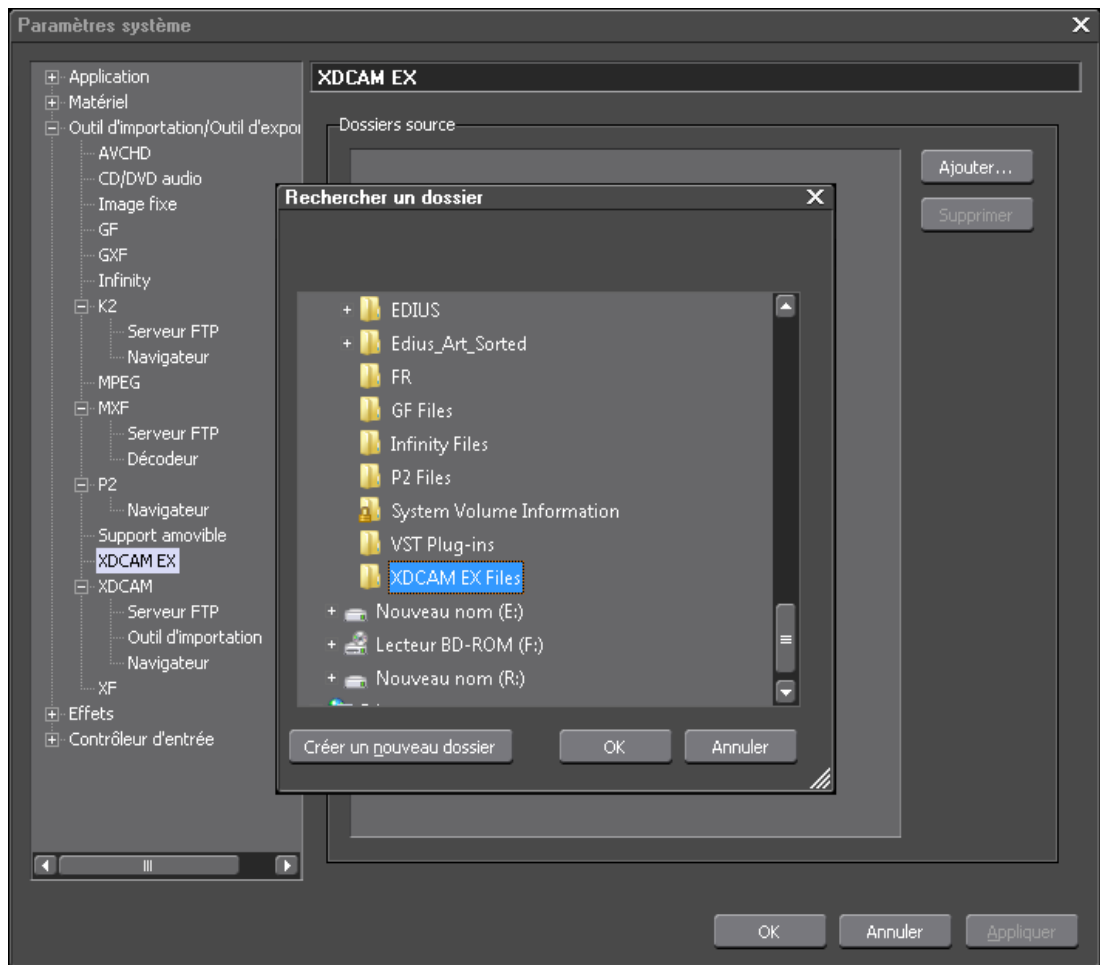 Paramètres système
Application
Matériel
Outil d'importation/Outil d'expor
AVCHD
CD/DVD audio
Image fixe
GF
GXF
Infinity
K2
Serveur FTP
Navigateur
MPEG
MXF
Serveur FTP
Décodeur
P2
Navigateur
Support amovible
XDCAM EX
XDCAM
Serveur FTP
Outil d'importation
Navigateur
XF
Effets
Contrôleur d'entrée
XDCAM EX
Dossiers source
Ajouter...
Supprimer
Rechercher un dossier
EDIUS
Edius_Art_Sorted
FR
GF Files
Infinity Files
P2 Files
System Volume Information
VST Plug-ins
XDCAM EX Files
Nouveau nom (E:)
Lecteur BD-ROM (F:)
Nouveau nom (R:)
Créer un nouveau dossier
OK
Annuler
OK
Annuler
Appliquer